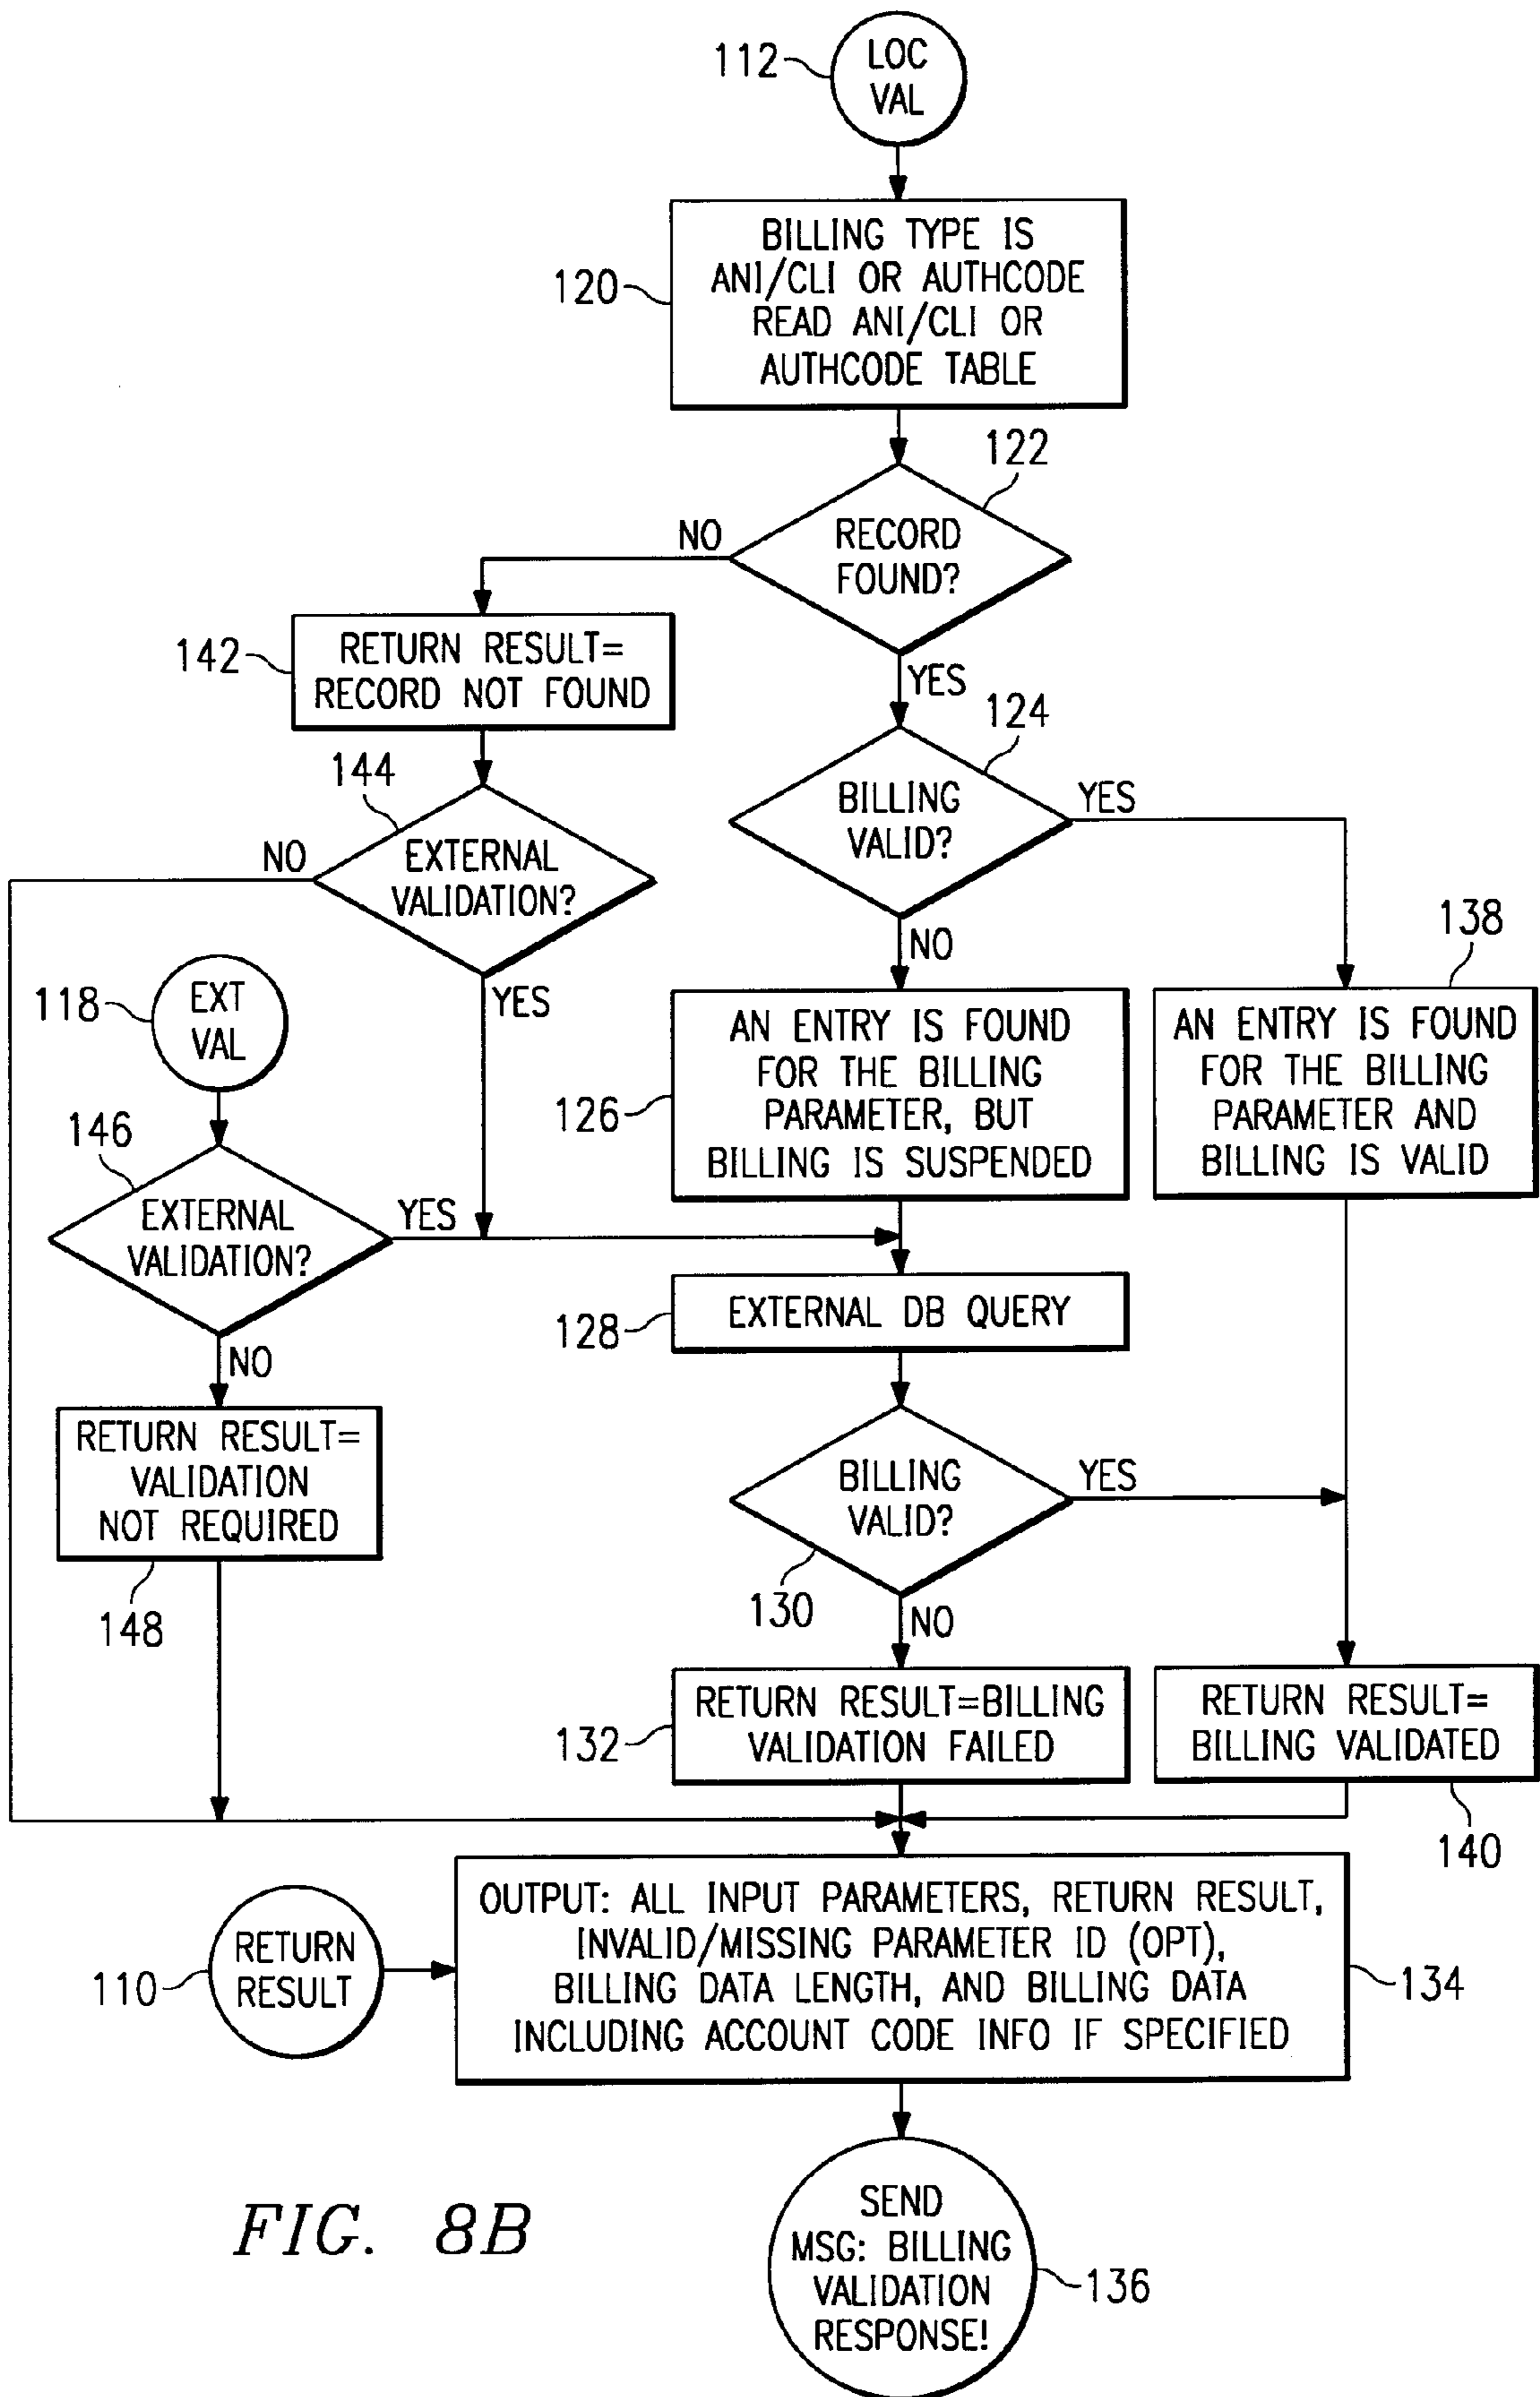 112
LOC
VAL
120
BILLING TYPE IS
ANI/CLI OR AUTHCODE
READ ANI/CLI OR
AUTHCODE TABLE
122
NO
RECORD
FOUND?
142
RETURN RESULT=
RECORD NOT FOUND
YES
124
144
BILLING
VALID?
YES
NO
EXTERNAL
VALIDATION?
NO
138
118
EXT
VAL
YES
AN ENTRY IS FOUND
FOR THE BILLING
PARAMETER, BUT
BILLING IS SUSPENDED
126
AN ENTRY IS FOUND
FOR THE BILLING
PARAMETER AND
BILLING IS VALID
146
EXTERNAL
VALIDATION?
YES
128
EXTERNAL DB QUERY
NO
RETURN RESULT=
VALIDATION
NOT REQUIRED
148
BILLING
VALID?
YES
130
NO
132
RETURN RESULT=BILLING
VALIDATION FAILED
RETURN RESULT=
BILLING VALIDATED
140
110
RETURN
RESULT
OUTPUT: ALL INPUT PARAMETERS, RETURN RESULT,
INVALID/MISSING PARAMETER ID (OPT),
BILLING DATA LENGTH, AND BILLING DATA
INCLUDING ACCOUNT CODE INFO IF SPECIFIED
134
SEND
MSG: BILLING
VALIDATION
RESPONSE!
136
FIG. 8B